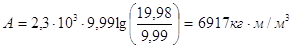 A = 2,3 · 10³ · 9,99lg(19,98/9,99) = 6917кг · м / м³